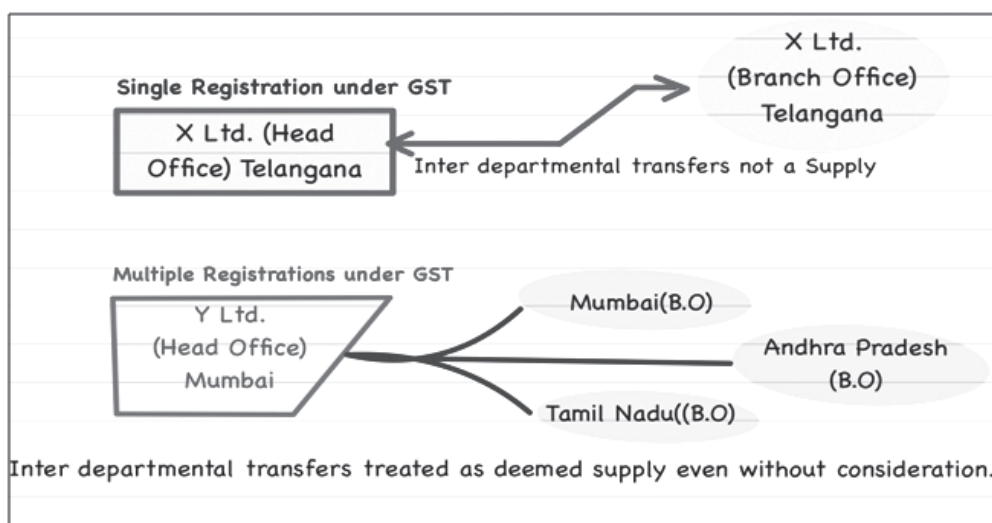 X Ltd.
(Branch Office)
Telangana
Single Registration under GST
X Ltd. (Head
Office) Telangana
Inter departmental transfers not a Supply
Multiple Registrations under GST
Y Ltd.
(Head Office)
Mumbai
Mumbai(B.O)
Andhra Pradesh
(B.O)
Tamil Nadu((B.O)
Inter departmental transfers treated as deemed supply even without consideration.